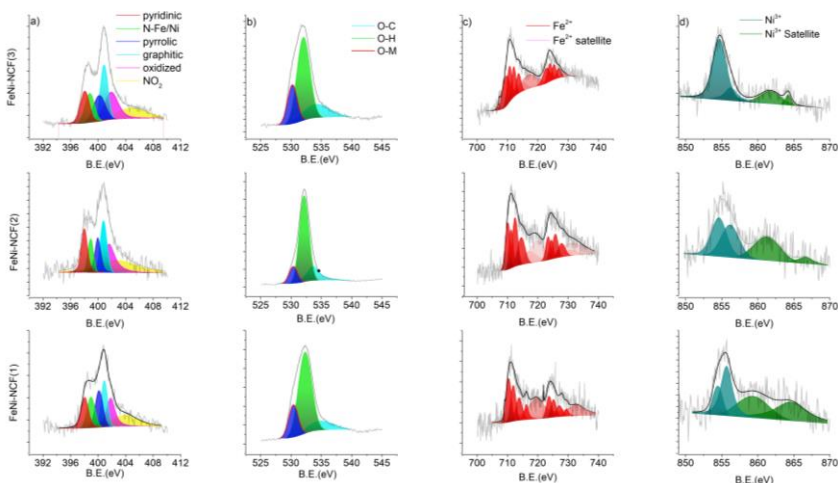 a)
pyridinic
N-Fe/Ni
pyrrolic
graphitic
oxidized
NO2
b)
O-C
O-H
O-M
c)
Fe2+
Fe2+ satellite
d)
Ni3+
Ni3+ Satellite
FeNi-NCF(3)
392 396 400 404 408 412
B.E.(eV)
525 530 535 540 545
B.E.(eV)
700 710 720 730 740
B.E.(eV)
850 855 860 865 870
B.E.(eV)
FeNi-NCF(2)
392 396 400 404 408 412
B.E.(eV)
525 530 535 540 545
B.E.(eV)
700 710 720 730 740
B.E.(eV)
850 855 860 865 870
B.E.(eV)
FeNi-NCF(1)
392 396 400 404 408 412
B.E.(eV)
525 530 535 540 545
B.E.(eV)
700 710 720 730 740
B.E.(eV)
850 855 860 865 870
B.E.(eV)